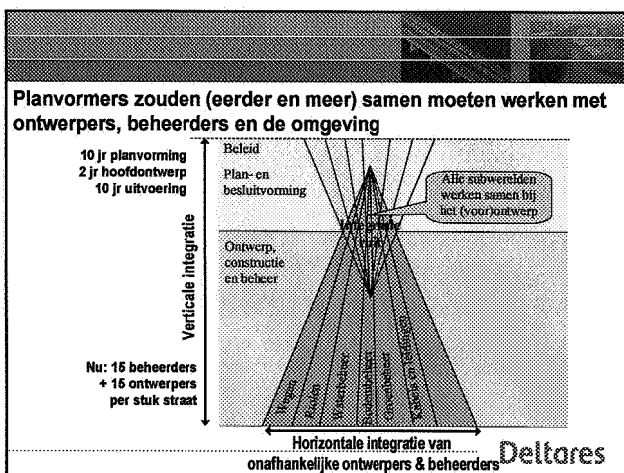 Planvormers zouden (eerder en meer) samen moeten werken met
ontwerpers, beheerders en de omgeving
10 jr planvorming
2 jr hoofdontwerp
10 jr uitvoering
Verticale integratie
Nu: 15 beheerders
+ 15 ontwerpers
per stuk straat
Beleid
Plan- en
besluitvorming
Alle subwerelden
werken samen bij
het (voor)ontwerp
Integrale
Ontwerp,
constructie
en beheer
Wegen
Riolen
Waterbeheer
Bodembeheer
Groenbeheer
Kabels en leidingen
Horizontale integratie van
onafhankelijke ontwerpers & beheerders
Deltares